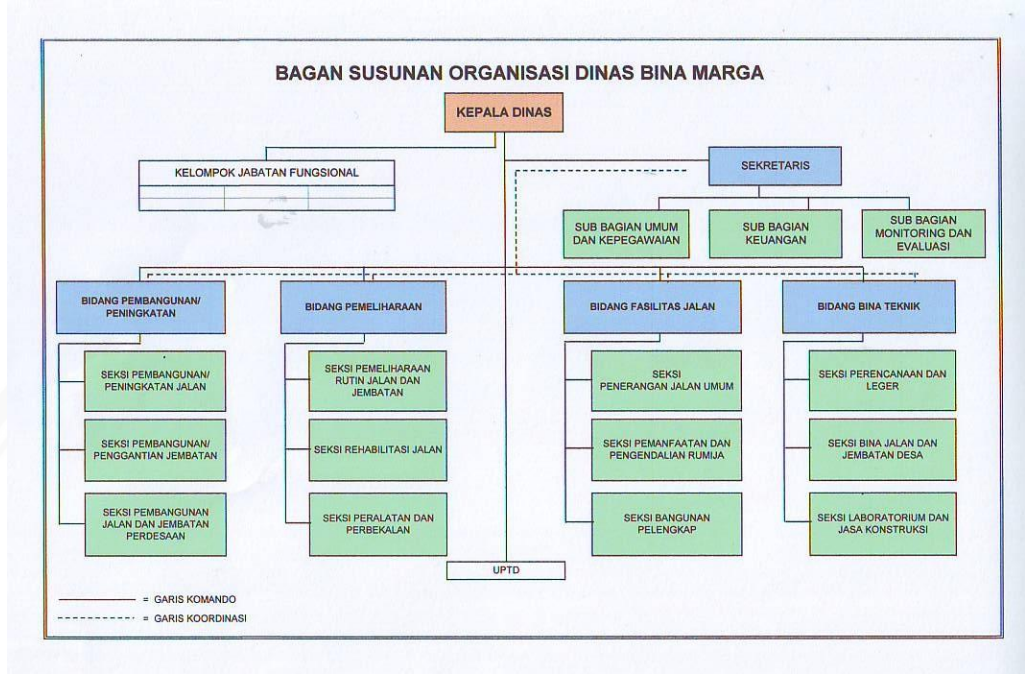 BAGAN SUSUNAN ORGANISASI DINAS BINA MARGA
KEPALA DINAS
KELOMPOK JABATAN FUNGSIONAL
SEKRETARIS
SUB BAGIAN UMUM
DAN KEPEGAWAIAN
SUB BAGIAN
KEUANGAN
SUB BAGIAN
MONITORING DAN
EVALUASI
BIDANG PEMBANGUNAN/
PENINGKATAN
BIDANG PEMELIHARAAN
BIDANG FASILITAS JALAN
BIDANG BINA TEKNIK
SEKSI PEMBANGUNAN/
PENINGKATAN JALAN
SEKSI PEMELIHARAAN
RUTIN JALAN DAN
JEMBATAN
SEKSI
PENERANGAN JALAN UMUM
SEKSI PERENCANAAN DAN
LEGER
SEKSI PEMBANGUNAN/
PENGGANTIAN JEMBATAN
SEKSI REHABILITASI JALAN
SEKSI PEMANFAATAN DAN
PENGENDALIAN RUMIJA
SEKSI BINA JALAN DAN
JEMBATAN DESA
SEKSI PEMBANGUNAN
JALAN DAN JEMBATAN
PERDESAAN
SEKSI PERALATAN DAN
PERBEKALAN
SEKSI BANGUNAN
PELENGKAP
SEKSI LABORATORIUM DAN
JASA KONSTRUKSI
UPTD
= GARIS KOMANDO
= GARIS KOORDINASI